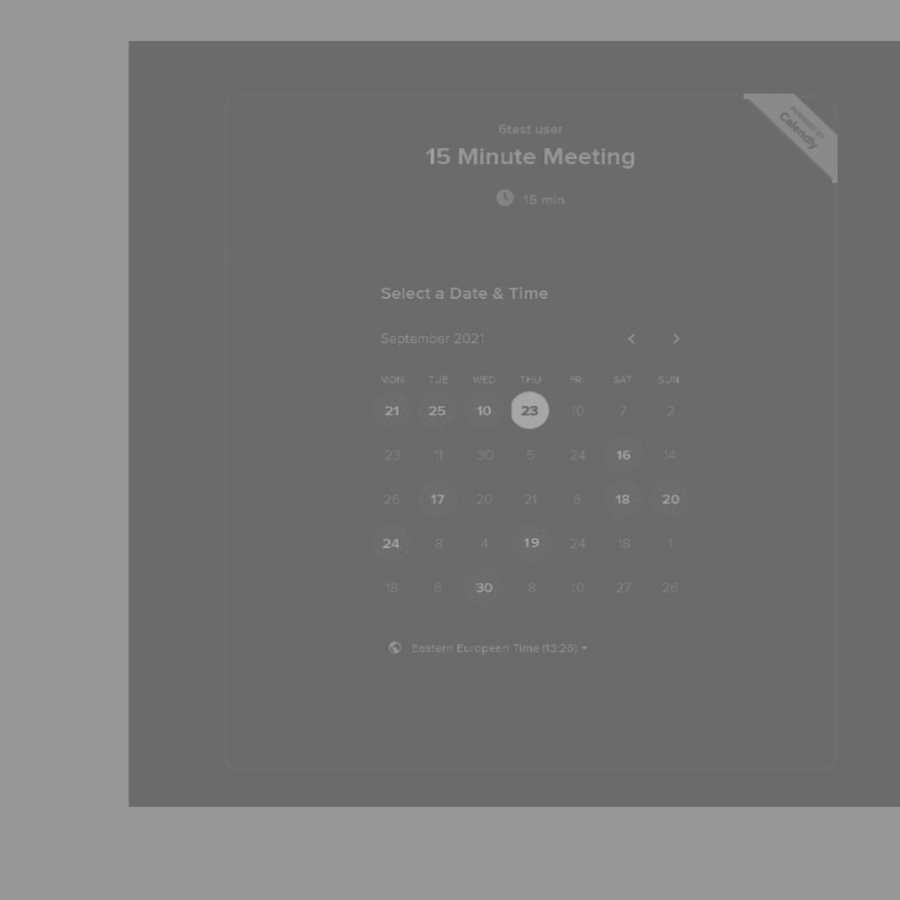 POWERED BY
Calendly
6test user
15 Minute Meeting
15 min
Select a Date & Time
September 2021
MON TUE WED THU FRI SAT SUN
21 25 10 23 10 7 2
23 11 30 5 24 16 14
26 17 20 21 6 18 20
24 8 4 19 24 18 1
18 6 30 8 10 27 26
Eastern European Time (13:26)